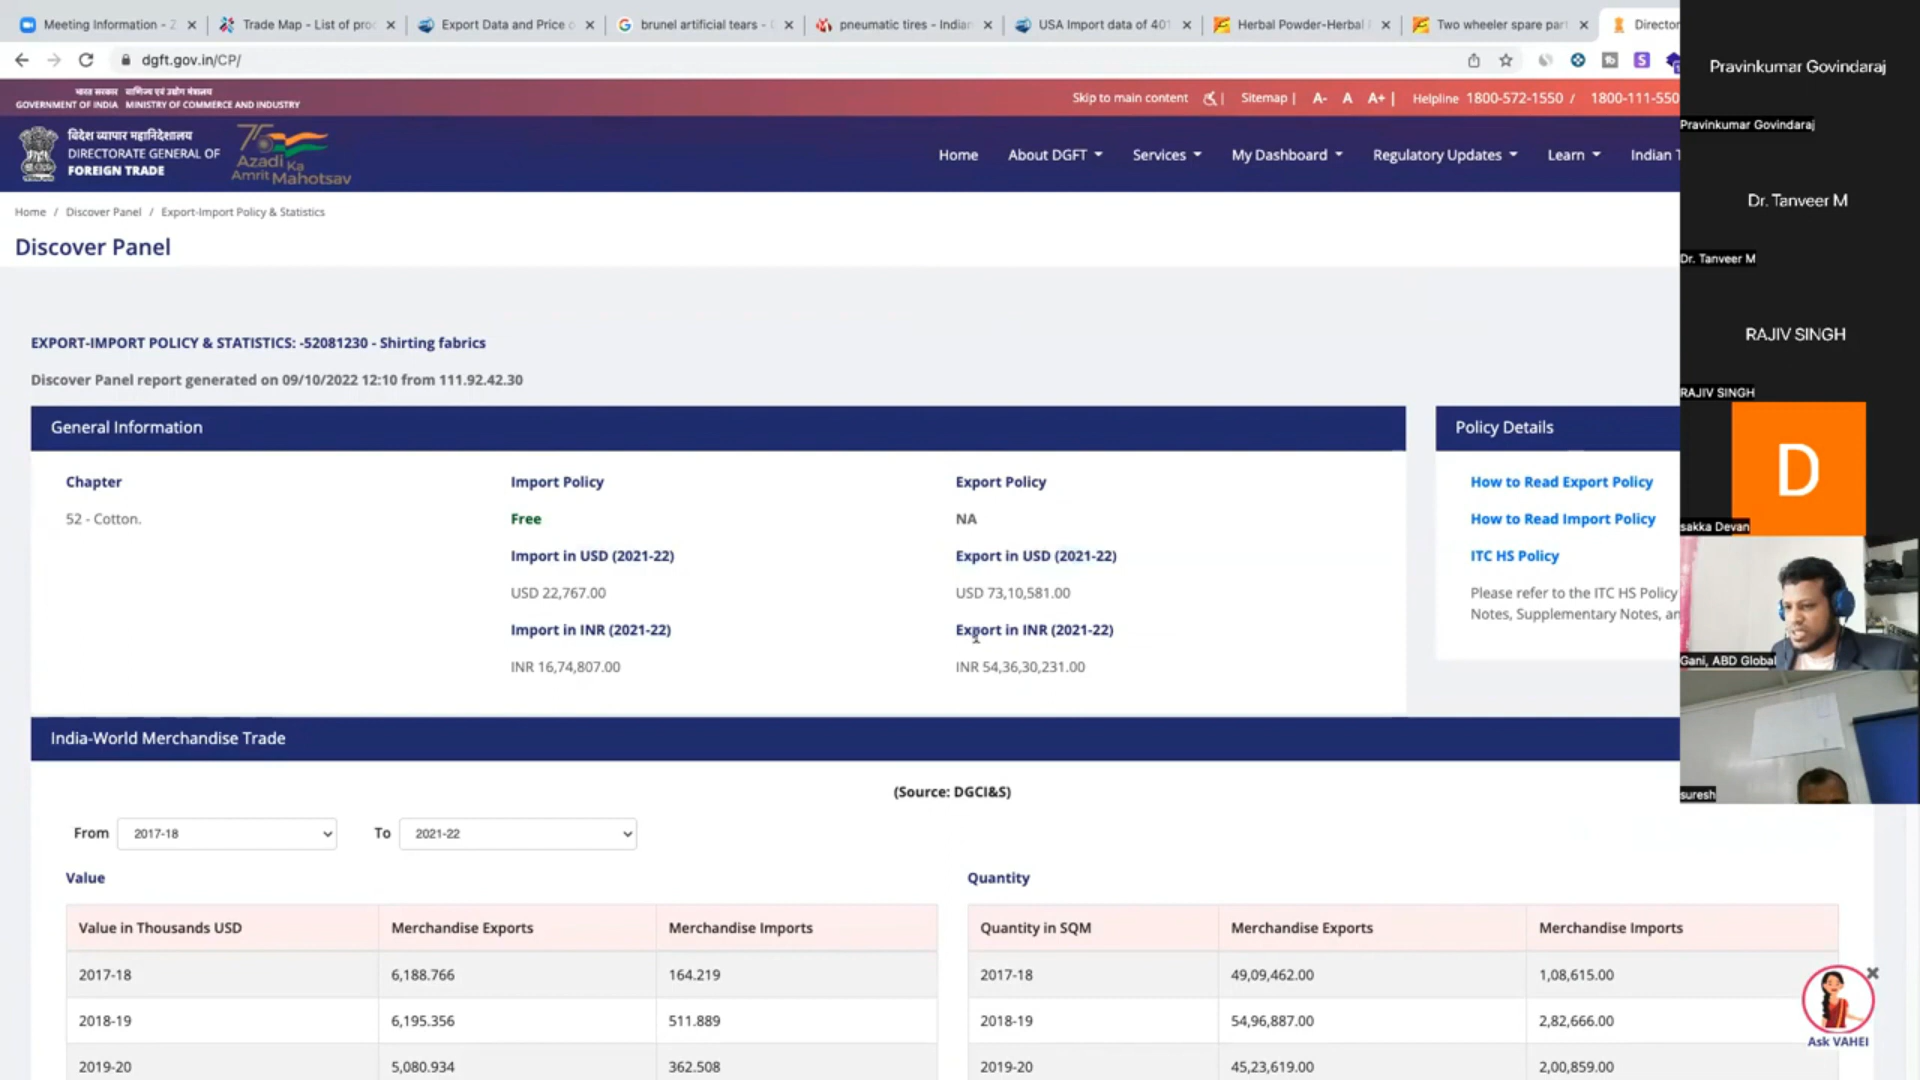 Meeting Information - Z
Trade Map - List of proc
Export Data and Price o
brunel artificial tears - G
pneumatic tires - Indian
USA Import data of 401
Herbal Powder-Herbal
Two wheeler spare part
Director
dgft.gov.in/CP/
भारत सरकार वाणिज्य एवं उद्योग मंत्रालय
GOVERNMENT OF INDIA MINISTRY OF COMMERCE AND INDUSTRY
Skip to main content | Sitemap | A- A A+ | Helpline 1800-572-1550 / 1800-111-550
विदेश व्यापार महानिदेशालय
DIRECTORATE GENERAL OF
FOREIGN TRADE
75
Azadi Ka
Amrit Mahotsav
Home About DGFT Services My Dashboard Regulatory Updates Learn Indian T
Home / Discover Panel / Export-Import Policy & Statistics
Discover Panel
EXPORT-IMPORT POLICY & STATISTICS: -52081230 - Shirting fabrics
Discover Panel report generated on 09/10/2022 12:10 from 111.92.42.30
General Information
Chapter
52 - Cotton.
Import Policy
Free
Import in USD (2021-22)
USD 22,767.00
Import in INR (2021-22)
INR 16,74,807.00
Export Policy
NA
Export in USD (2021-22)
USD 73,10,581.00
Export in INR (2021-22)
INR 54,36,30,231.00
Policy Details
How to Read Export Policy
How to Read Import Policy
ITC HS Policy
Please refer to the ITC HS Policy
Notes, Supplementary Notes, an
India-World Merchandise Trade
(Source: DGCI&S)
From 2017-18 To 2021-22
Value
Value in Thousands USD Merchandise Exports Merchandise Imports
2017-18 6,188.766 164.219
2018-19 6,195.356 511.889
2019-20 5,080.934 362.508
Quantity
Quantity in SQM Merchandise Exports Merchandise Imports
2017-18 49,09,462.00 1,08,615.00
2018-19 54,96,887.00 2,82,666.00
2019-20 45,23,619.00 2,00,859.00
Ask VAHEI
Pravinkumar Govindaraj
Pravinkumar Govindaraj
Dr. Tanveer M
Dr. Tanveer M
RAJIV SINGH
RAJIV SINGH
D
sakka Devan
Gani, ABD Global
suresh